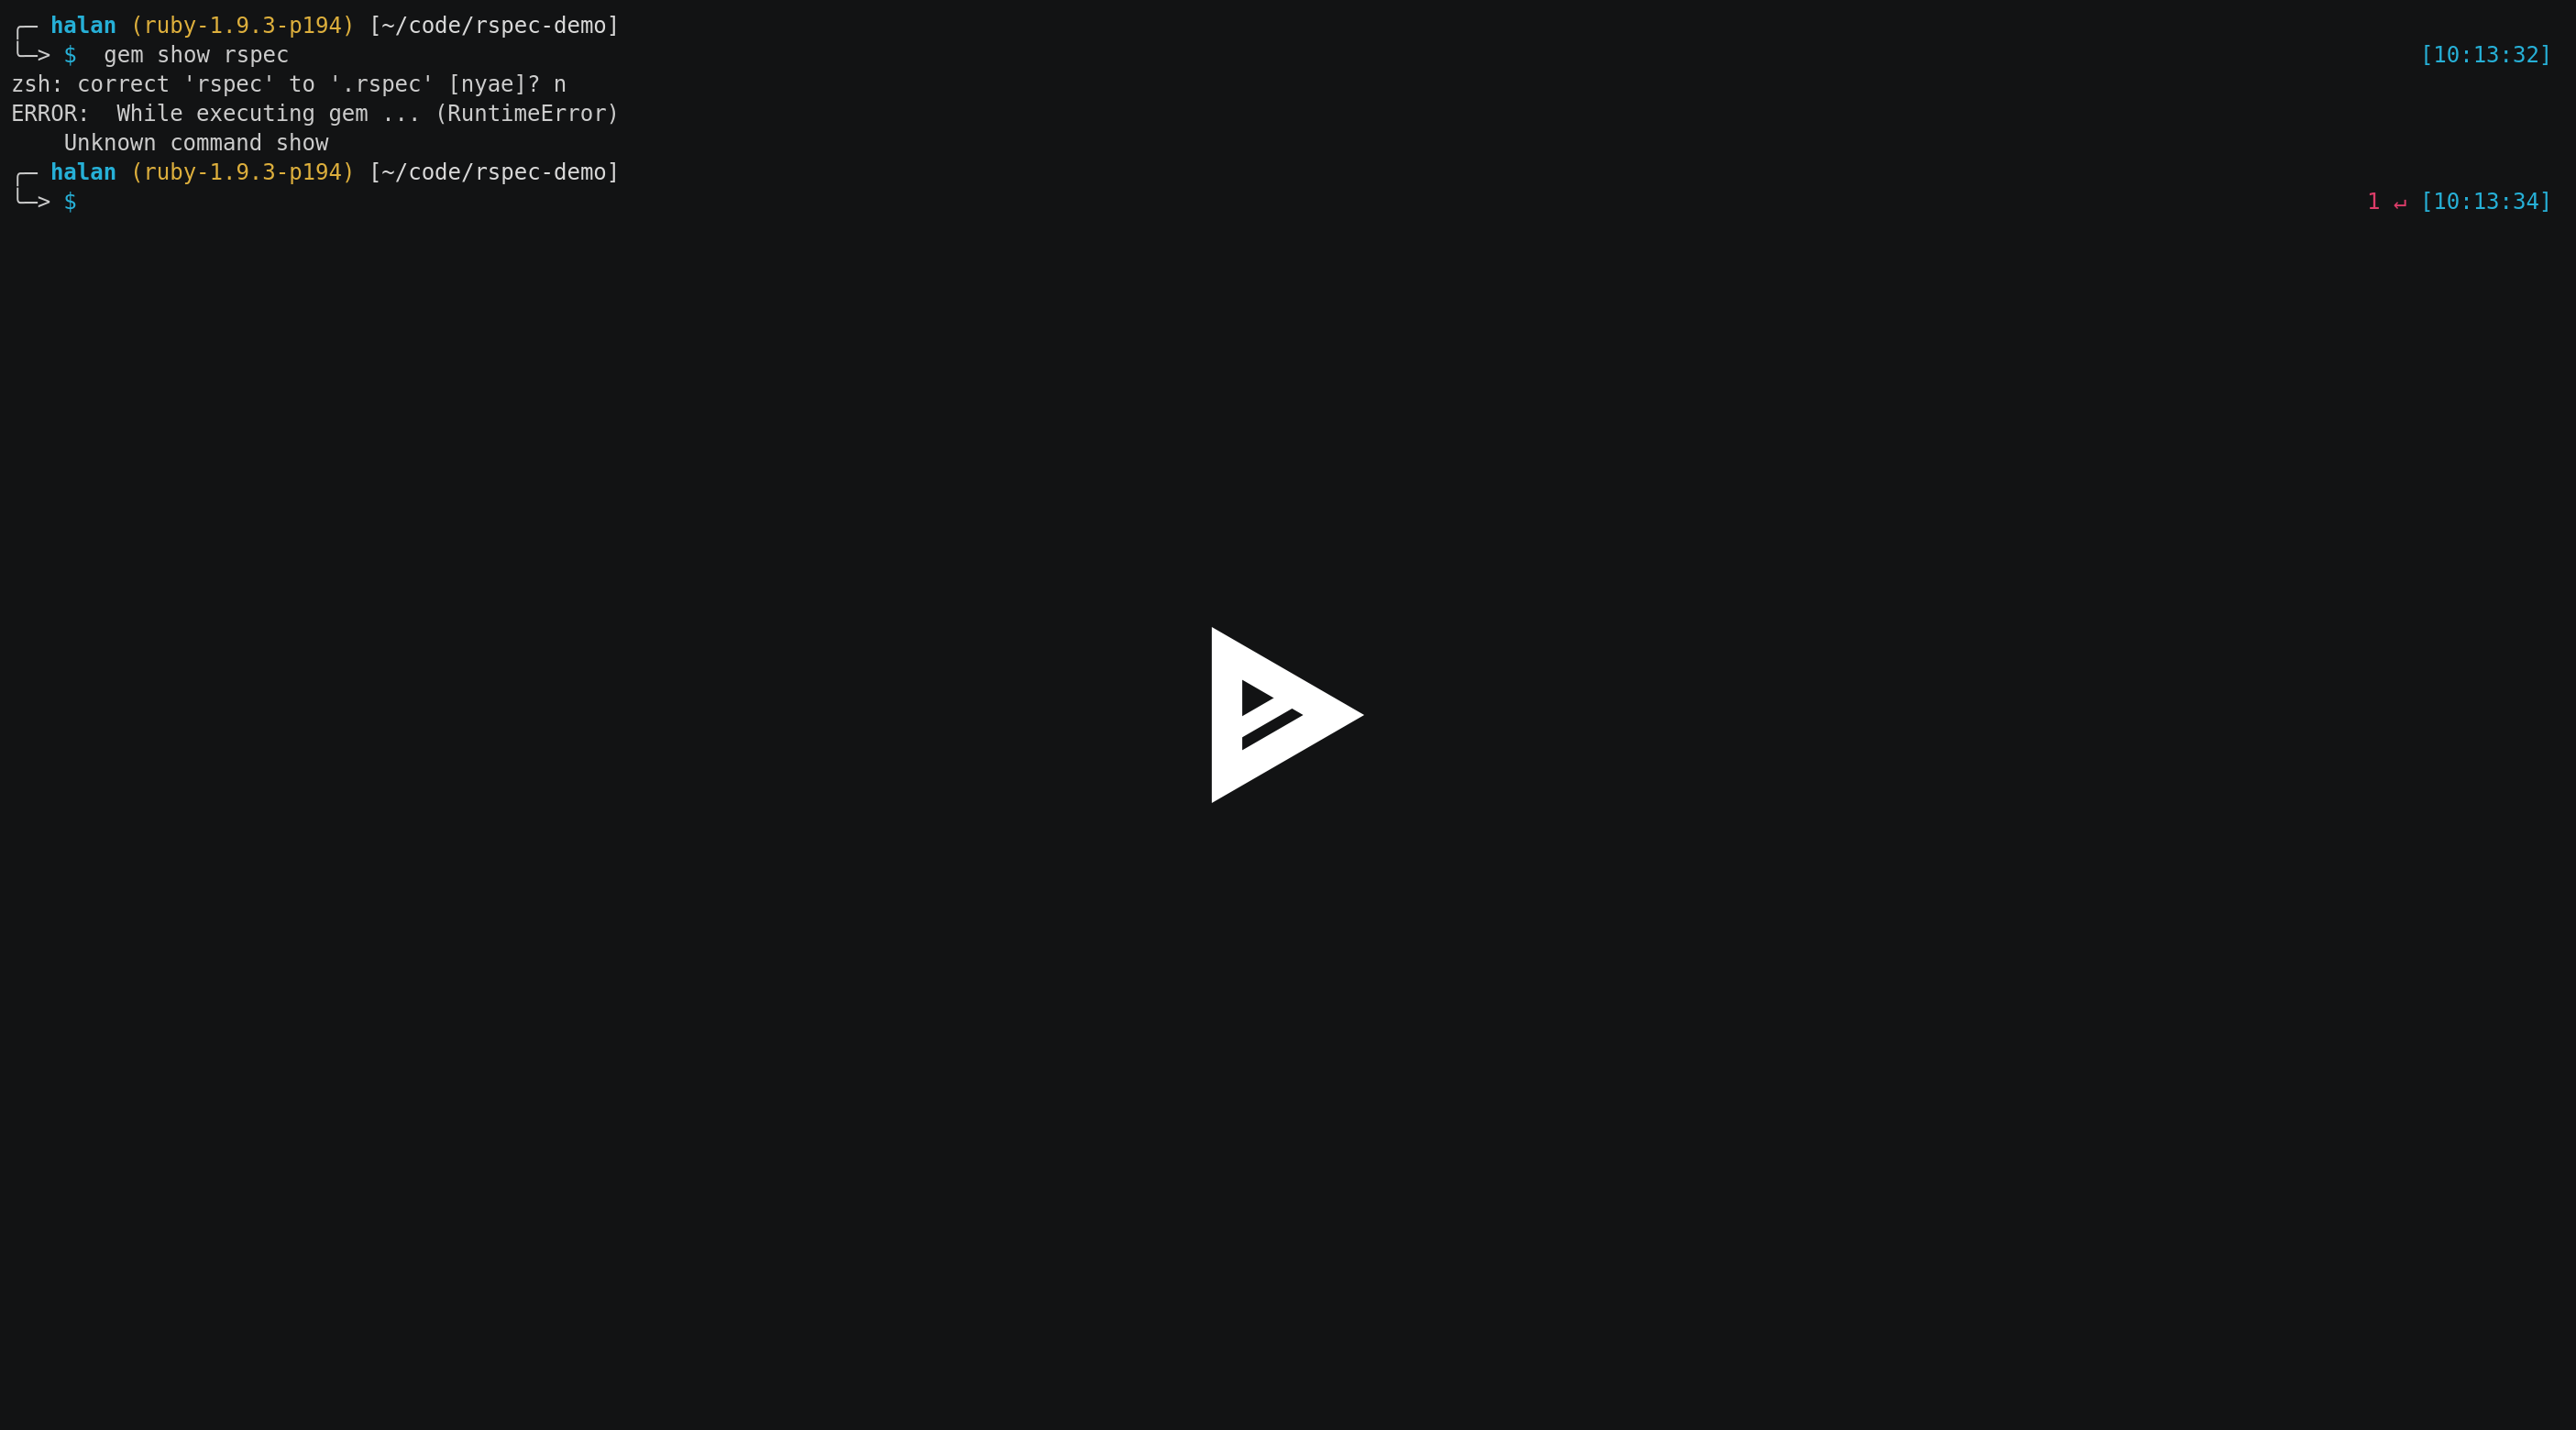 ╭─ halan (ruby-1.9.3-p194) [~/code/rspec-demo]
╰─> $  gem show rspec [10:13:32]
zsh: correct 'rspec' to '.rspec' [nyae]? n
ERROR:  While executing gem ... (RuntimeError)
    Unknown command show
╭─ halan (ruby-1.9.3-p194) [~/code/rspec-demo]
╰─> $ 1 ↵ [10:13:34]